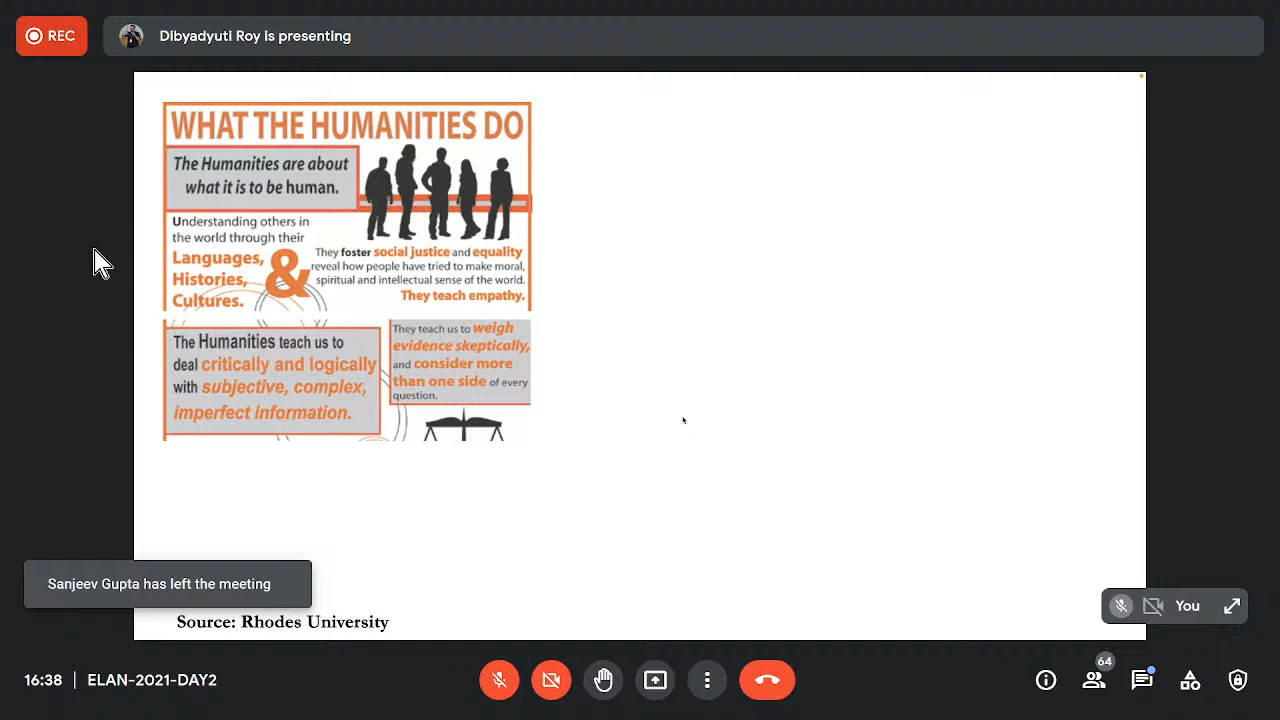 REC
Dibyadyuti Roy is presenting
WHAT THE HUMANITIES DO
The Humanities are about
what it is to be human.
Understanding others in
the world through their
Languages,
Histories,
Cultures.
&
They foster social justice and equality
reveal how people have tried to make moral,
spiritual and intellectual sense of the world.
They teach empathy.
The Humanities teach us to
deal critically and logically
with subjective, complex,
imperfect information.
They teach us to weigh
evidence skeptically,
and consider more
than one side of every
question.
Sanjeev Gupta has left the meeting
You
Source: Rhodes University
64
16:38 | ELAN-2021-DAY2